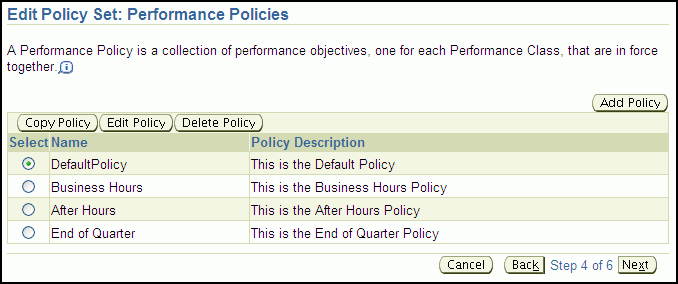 Edit Policy Set: Performance Policies
A Performance Policy is a collection of performance objectives, one for each Performance Class, that are in force
together.
Add Policy
Copy Policy Edit Policy Delete Policy
Select Name Policy Description
DefaultPolicy This is the Default Policy
Business Hours This is the Business Hours Policy
After Hours This is the After Hours Policy
End of Quarter This is the End of Quarter Policy
Cancel Back Step 4 of 6 Next